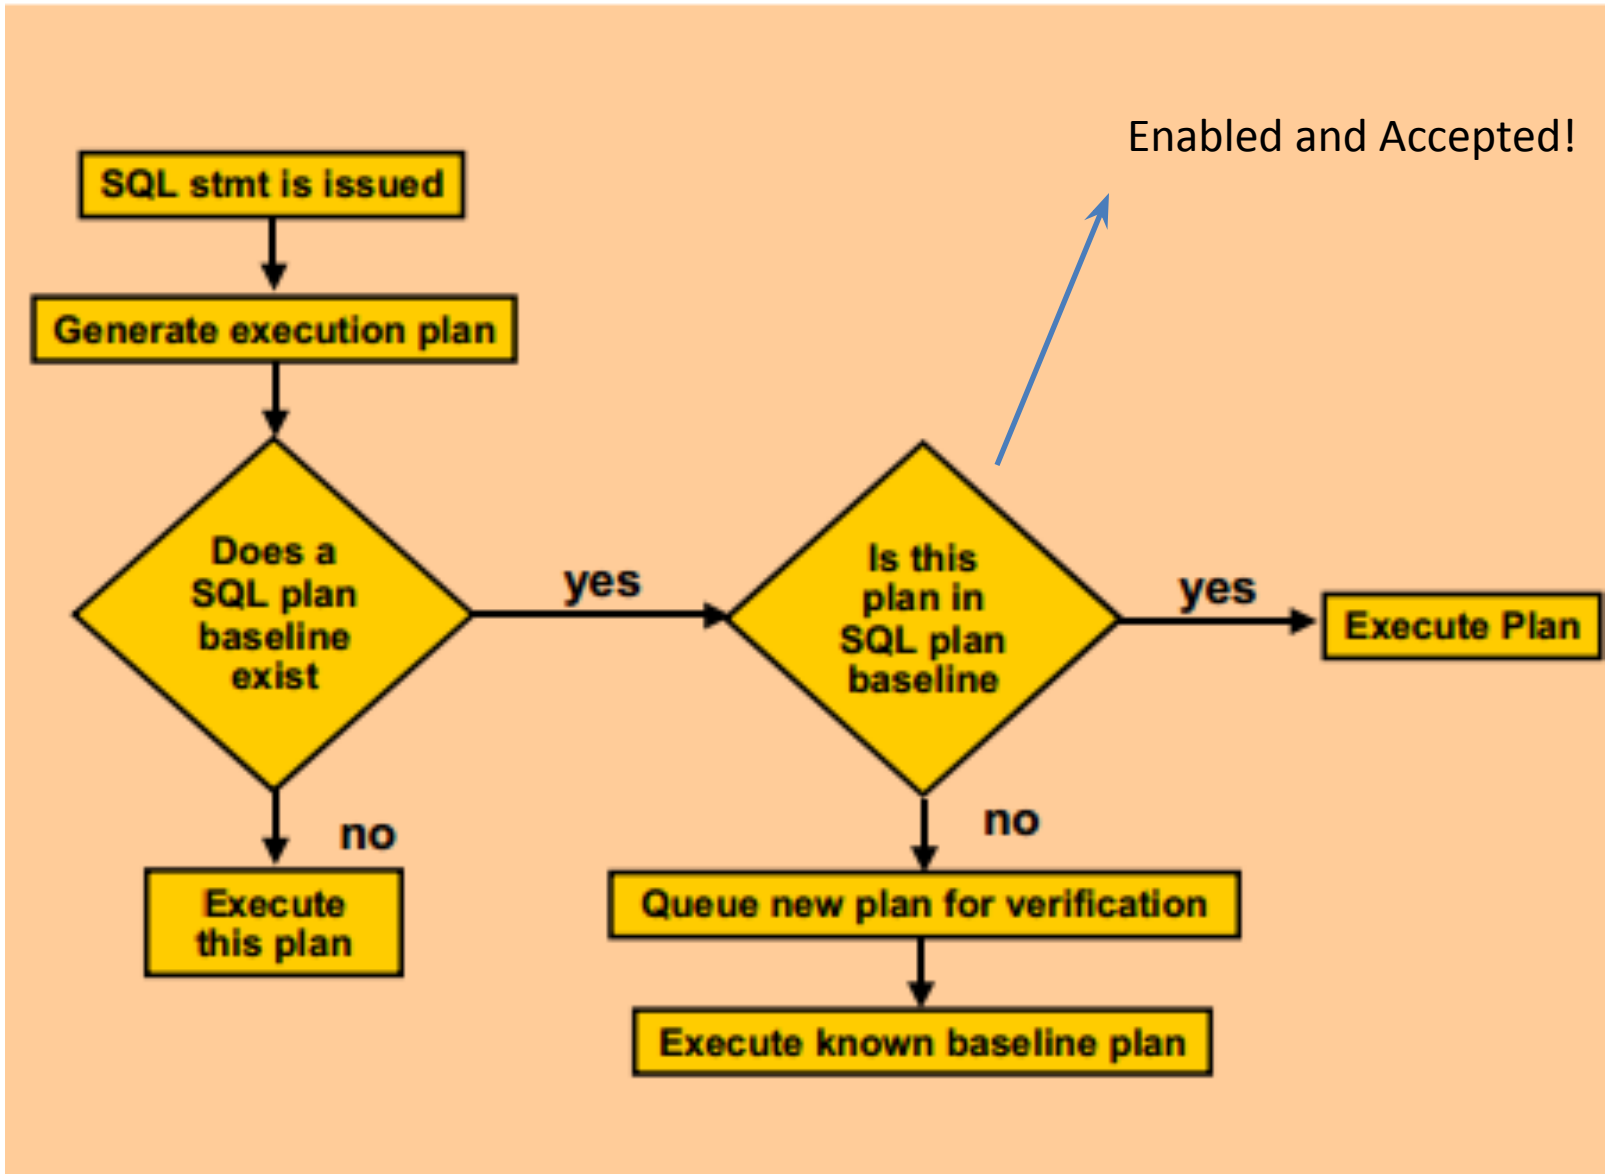 Enabled and Accepted!
SQL stmt is issued
Generate execution plan
Does a
SQL plan
baseline
exist
yes
Is this
plan in
SQL plan
baseline
yes
Execute Plan
no
Execute
this plan
no
Queue new plan for verification
Execute known baseline plan